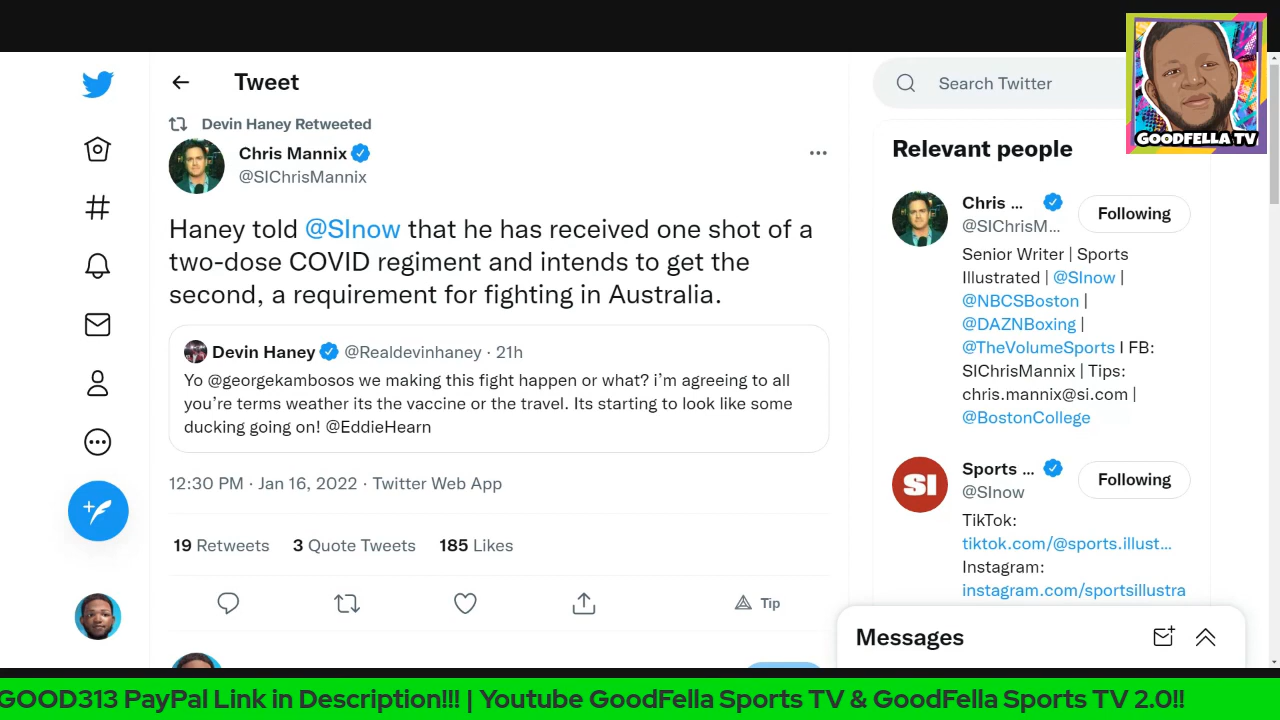 GOODFELLA TV
Tweet
Search Twitter
Devin Haney Retweeted
Chris Mannix
@SIChrisMannix
Haney told @SInow that he has received one shot of a
two-dose COVID regiment and intends to get the
second, a requirement for fighting in Australia.
Devin Haney @Realdevinhaney · 21h
Yo @georgekambosos we making this fight happen or what? i’m agreeing to all
you’re terms weather its the vaccine or the travel. Its starting to look like some
ducking going on! @EddieHearn
12:30 PM · Jan 16, 2022 · Twitter Web App
19 Retweets 3 Quote Tweets 185 Likes
Tip
Relevant people
Chris ...
@SIChrisM...
Following
Senior Writer | Sports
Illustrated | @SInow |
@NBCSBoston |
@DAZNBoxing |
@TheVolumeSports I FB:
SIChrisMannix | Tips:
chris.mannix@si.com |
@BostonCollege
SI
Sports ...
@SInow
Following
TikTok:
tiktok.com/@sports.illust...
Instagram:
instagram.com/sportsillustra
Messages
GOOD313 PayPal Link in Description!!! | Youtube GoodFella Sports TV & GoodFella Sports TV 2.0!!